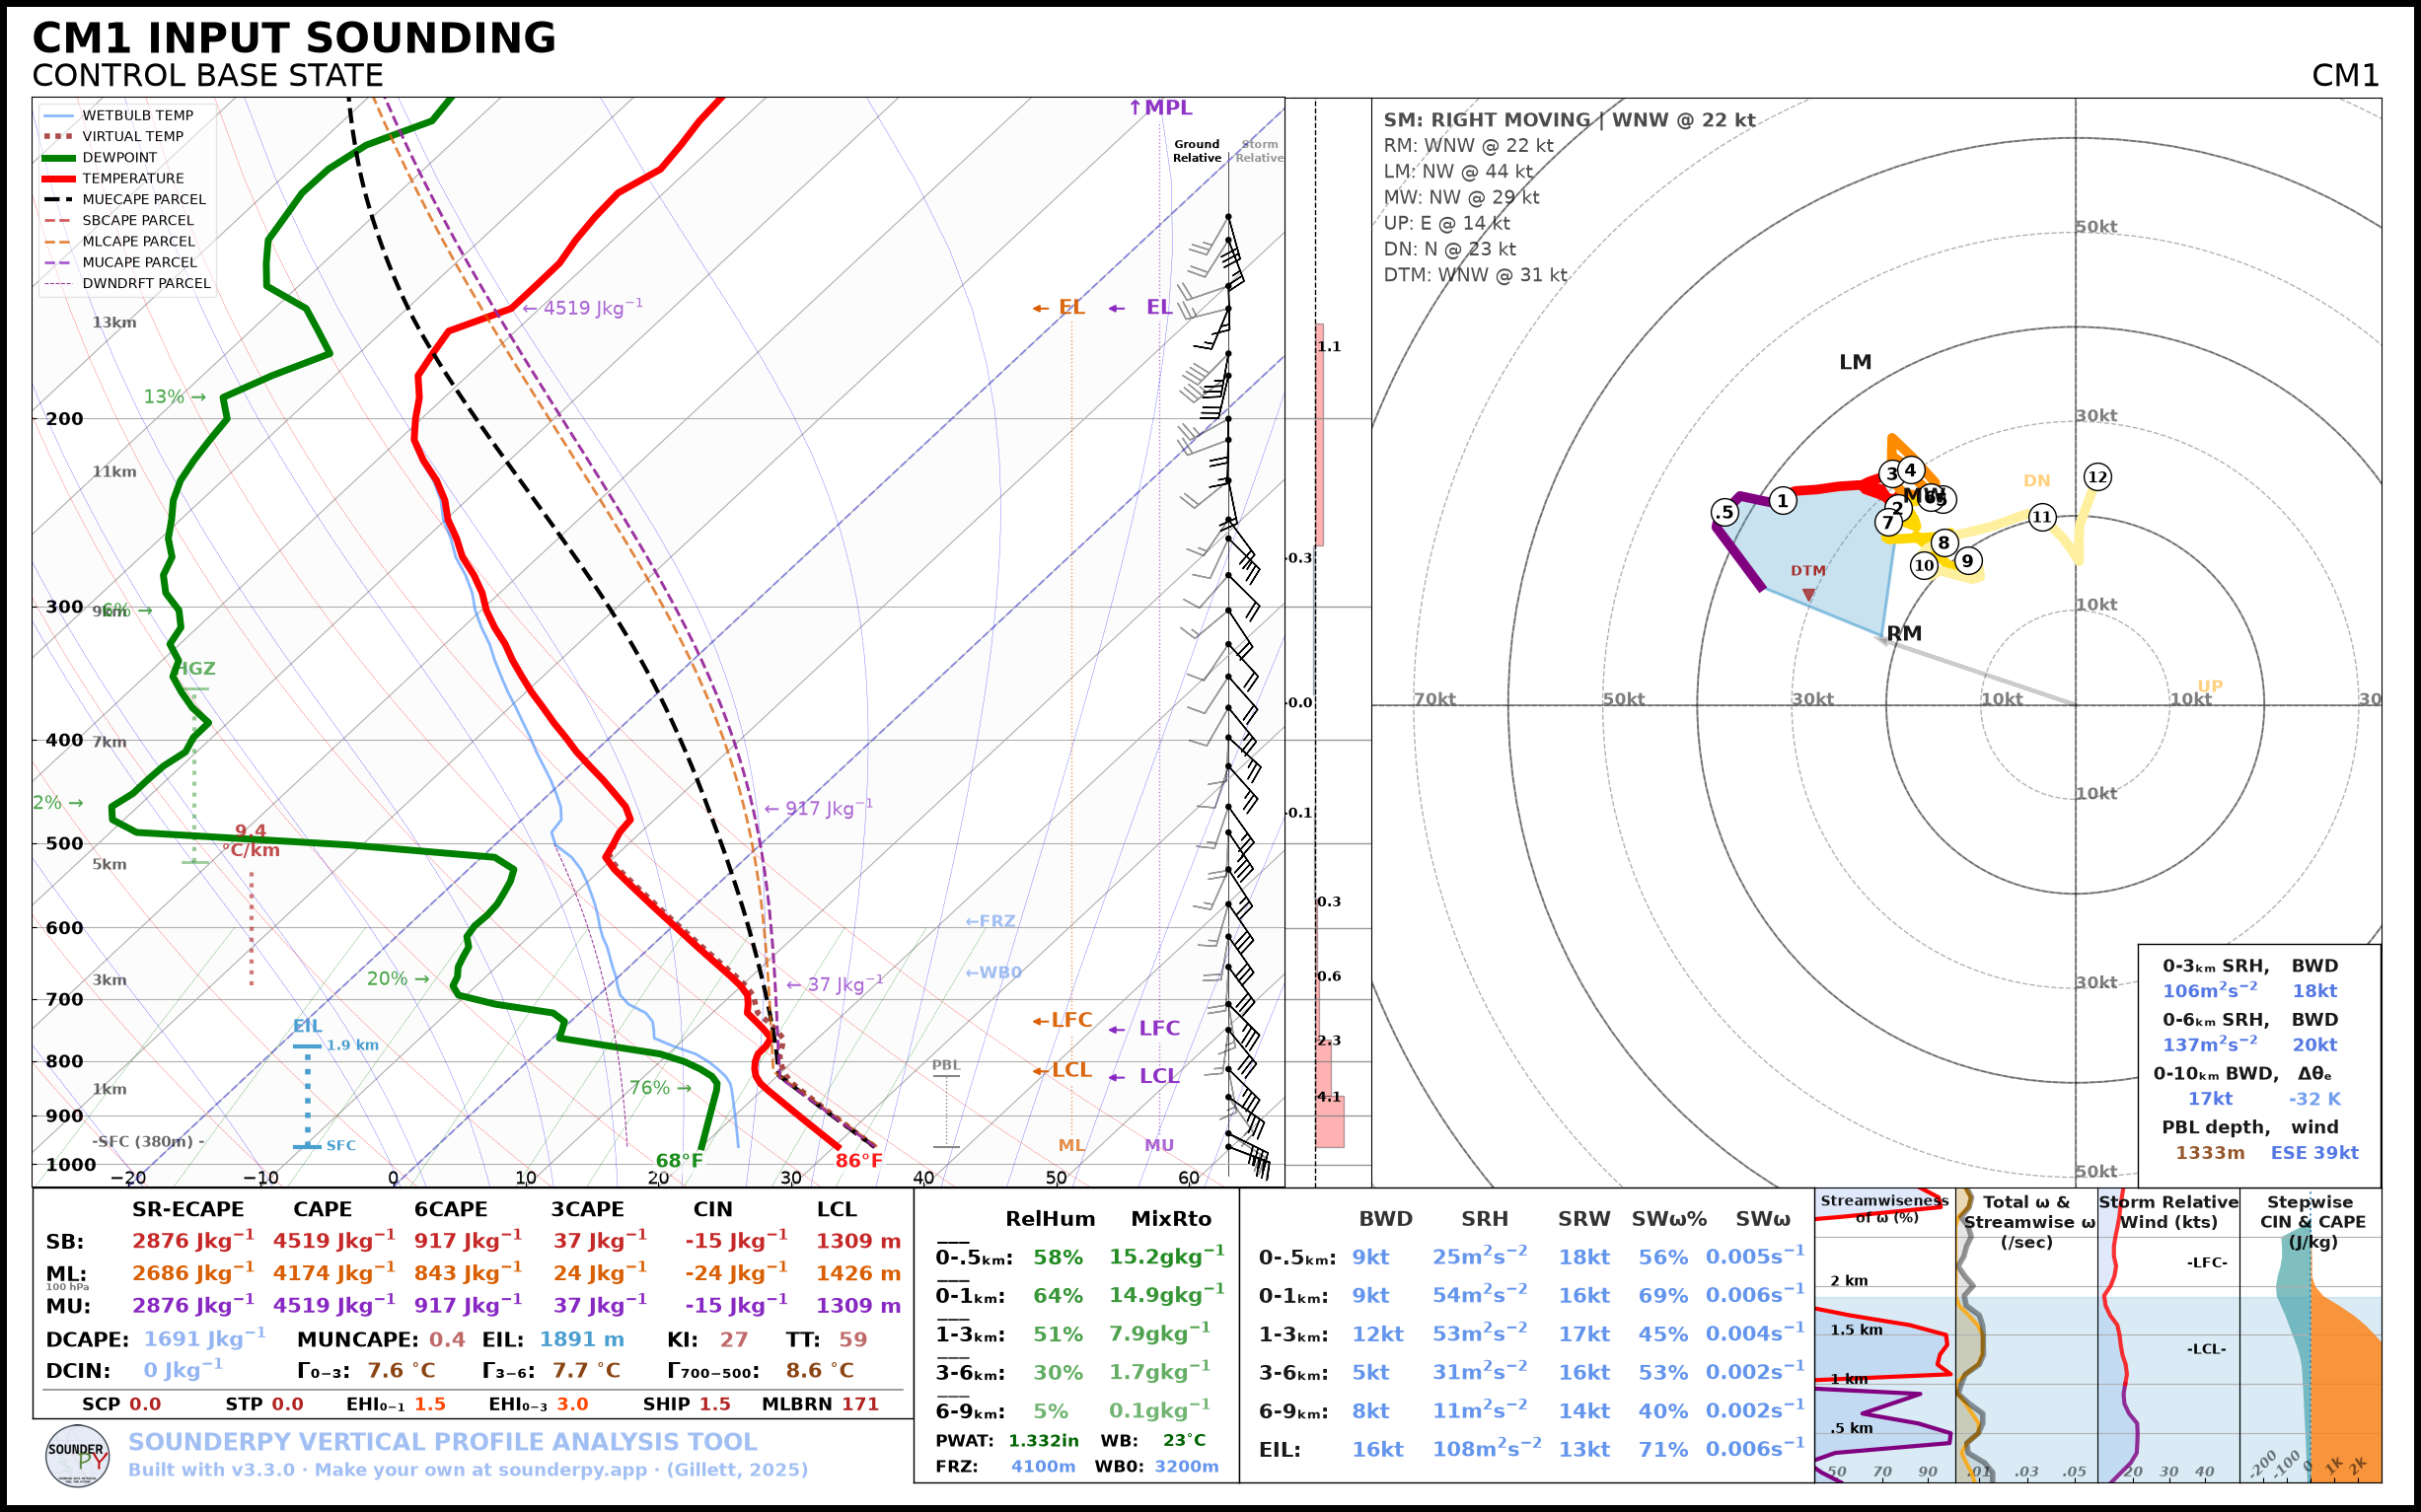 CM1 INPUT SOUNDING
CONTROL BASE STATE
CM1
WETBULB TEMP
VIRTUAL TEMP
DEWPOINT
TEMPERATURE
MUECAPE PARCEL
SBCAPE PARCEL
MLCAPE PARCEL
MUCAPE PARCEL
DWNDRFT PARCEL
↑MPL
Ground Relative
Storm Relative
← EL
← EL
← 4519 Jkg⁻¹
13km
13% →
200
11km
300
9km
6% →
HGZ
400
7km
2% →
9.4
°C/km
← 917 Jkg⁻¹
500
5km
600
←FRZ
←WB0
3km
20% →
← 37 Jkg⁻¹
700
←LFC
← LFC
EIL
1.9 km
800
←LCL
← LCL
PBL
1km
76% →
900
-SFC (380m) -
SFC
ML
MU
68°F
86°F
1000
−20 −10 0 10 20 30 40 50 60
1.1
-0.3
-0.0
-0.1
0.3
0.6
2.3
4.1
SM: RIGHT MOVING | WNW @ 22 kt
RM: WNW @ 22 kt
LM: NW @ 44 kt
MW: NW @ 29 kt
UP: E @ 14 kt
DN: N @ 23 kt
DTM: WNW @ 31 kt
50kt
LM
30kt
3 4
DN
12
.5 1
2
MW
6 5
7
11
8
10 9
DTM
10kt
RM
UP
70kt 50kt 30kt 10kt 10kt 30
10kt
30kt
50kt
0-3km SRH, BWD
106m²s⁻² 18kt
0-6km SRH, BWD
137m²s⁻² 20kt
0-10km BWD, Δθₑ
17kt -32 K
PBL depth, wind
1333m ESE 39kt
SR-ECAPE CAPE 6CAPE 3CAPE CIN LCL
SB: 2876 Jkg⁻¹ 4519 Jkg⁻¹ 917 Jkg⁻¹ 37 Jkg⁻¹ -15 Jkg⁻¹ 1309 m
ML: 2686 Jkg⁻¹ 4174 Jkg⁻¹ 843 Jkg⁻¹ 24 Jkg⁻¹ -24 Jkg⁻¹ 1426 m
100 hPa
MU: 2876 Jkg⁻¹ 4519 Jkg⁻¹ 917 Jkg⁻¹ 37 Jkg⁻¹ -15 Jkg⁻¹ 1309 m
DCAPE: 1691 Jkg⁻¹ MUNCAPE: 0.4 EIL: 1891 m KI: 27 TT: 59
DCIN: 0 Jkg⁻¹ Γ₀₋₃: 7.6 °C Γ₃₋₆: 7.7 °C Γ₇₀₀₋₅₀₀: 8.6 °C
SCP 0.0 STP 0.0 EHI₀₋₁ 1.5 EHI₀₋₃ 3.0 SHIP 1.5 MLBRN 171
SOUNDERPY
SOUNDERPY VERTICAL PROFILE ANALYSIS TOOL
Built with v3.3.0 · Make your own at sounderpy.app · (Gillett, 2025)
RelHum MixRto
0-.5km: 58% 15.2gkg⁻¹
0-1km: 64% 14.9gkg⁻¹
1-3km: 51% 7.9gkg⁻¹
3-6km: 30% 1.7gkg⁻¹
6-9km: 5% 0.1gkg⁻¹
PWAT: 1.332in WB: 23°C
FRZ: 4100m WB0: 3200m
BWD SRH SRW SWω% SWω
0-.5km: 9kt 25m²s⁻² 18kt 56% 0.005s⁻¹
0-1km: 9kt 54m²s⁻² 16kt 69% 0.006s⁻¹
1-3km: 12kt 53m²s⁻² 17kt 45% 0.004s⁻¹
3-6km: 5kt 31m²s⁻² 16kt 53% 0.002s⁻¹
6-9km: 8kt 11m²s⁻² 14kt 40% 0.002s⁻¹
EIL: 16kt 108m²s⁻² 13kt 71% 0.006s⁻¹
Streamwiseness
of ω (%)
2 km
1.5 km
1 km
.5 km
50 70 90
Total ω &
Streamwise ω
(/sec)
.01 .03 .05
Storm Relative
Wind (kts)
-LFC-
-LCL-
20 30 40
Stepwise
CIN & CAPE
(J/kg)
-200 -100 0 1k 2k